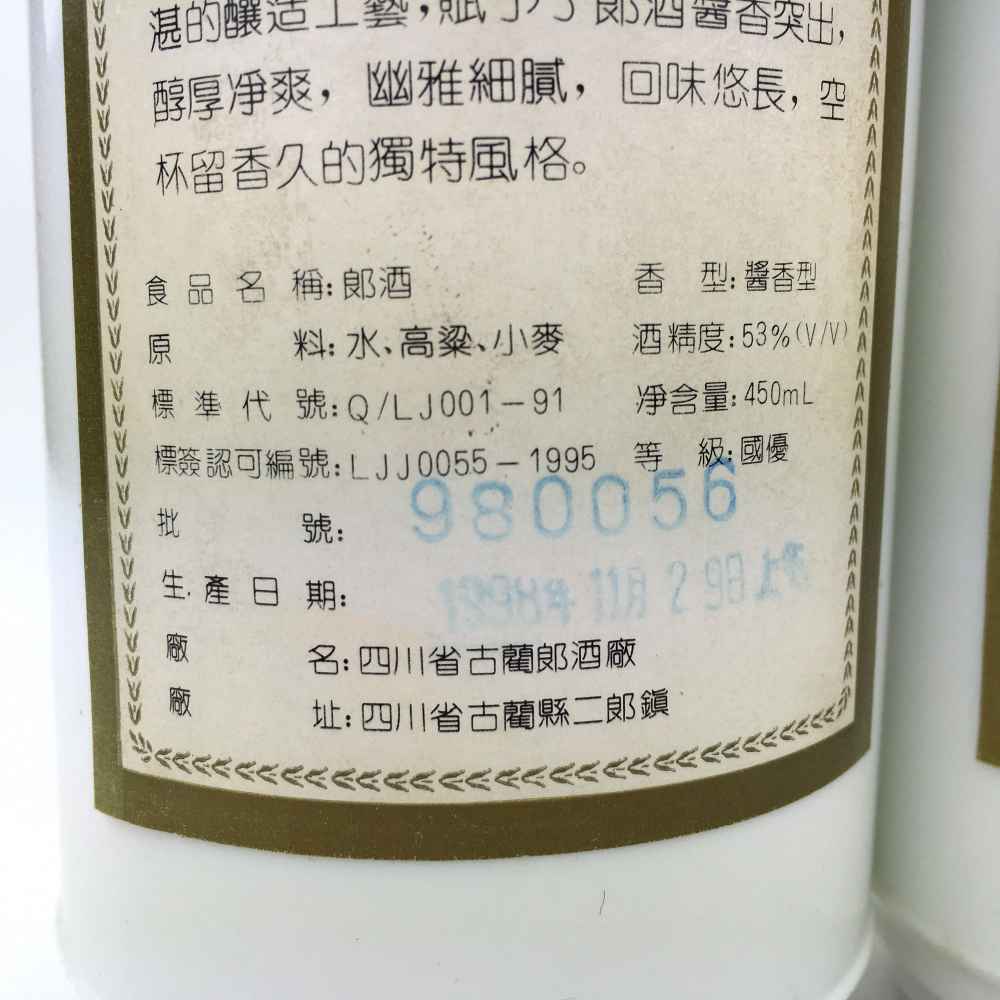 湛的釀造工藝，賦予了郎酒醬香突出，
醇厚凈爽，幽雅細膩，回味悠長，空
杯留香久的獨特風格。
食品名稱：郎酒 香型：醬香型
原料：水、高粱、小麥 酒精度：53%(V/V)
標準代號：Q/LJ001－91 凈含量：450mL
標簽認可編號：LJJ0055－1995 等級：國優
批號：980056
生產日期：1998年11月29日
廠名：四川省古藺郎酒廠
廠址：四川省古藺縣二郎鎮